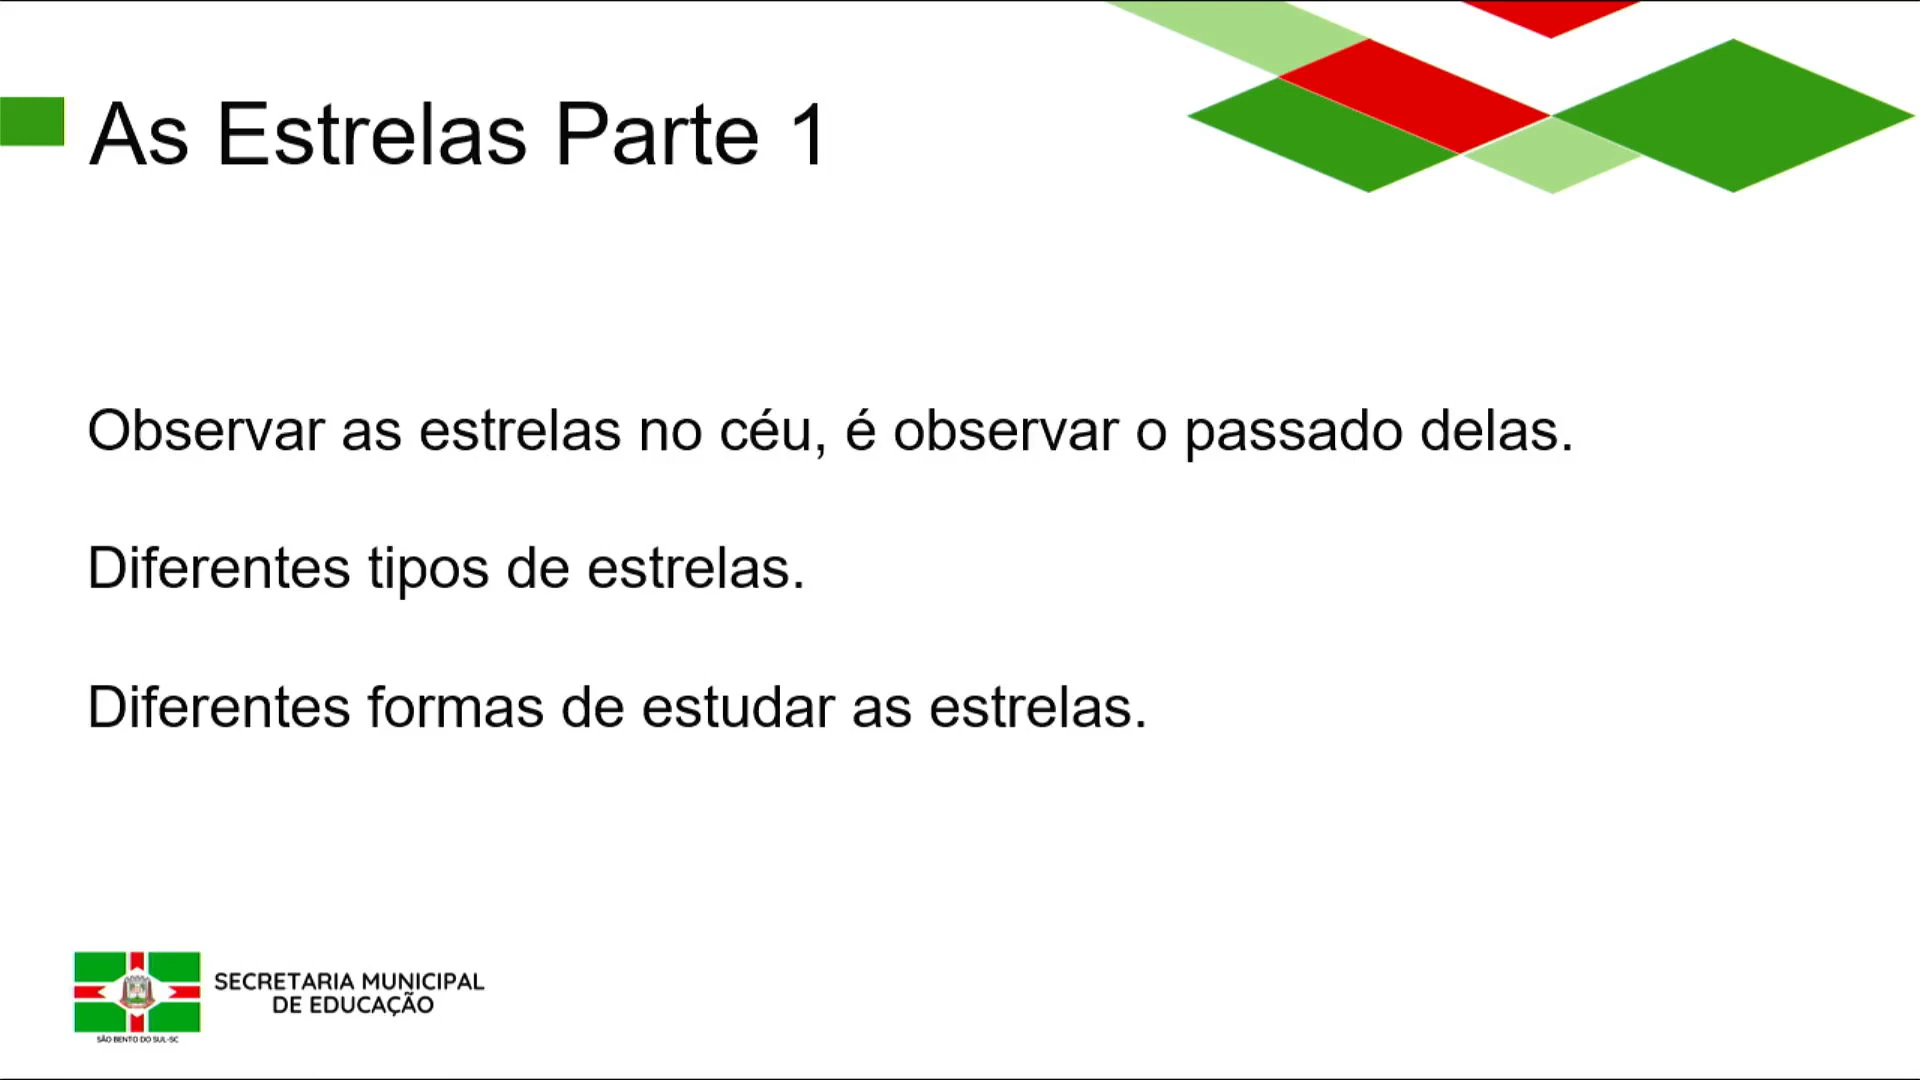 As Estrelas Parte 1
Observar as estrelas no céu, é observar o passado delas.
Diferentes tipos de estrelas.
Diferentes formas de estudar as estrelas.
SECRETARIA MUNICIPAL
DE EDUCAÇÃO
SÃO BENTO DO SUL-SC